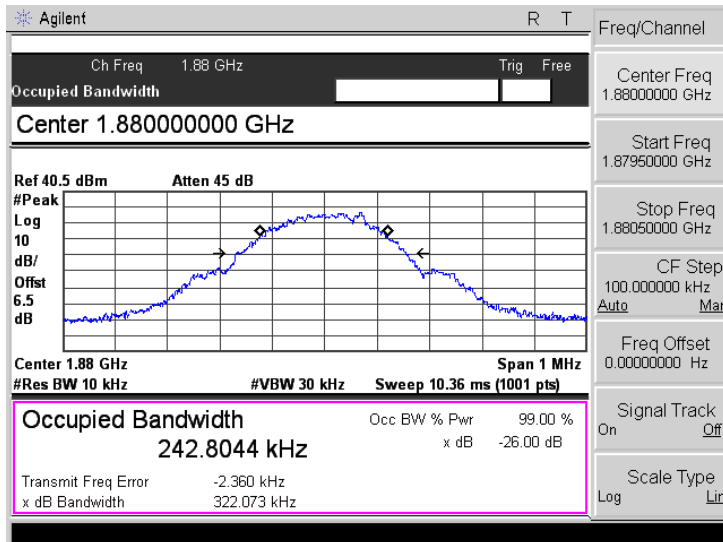 Agilent R T
Ch Freq 1.88 GHz Trig Free
Occupied Bandwidth
Center 1.880000000 GHz
Ref 40.5 dBm Atten 45 dB
#Peak
Log
10
dB/
Offst
6.5
dB
Center 1.88 GHz Span 1 MHz
#Res BW 10 kHz #VBW 30 kHz Sweep 10.36 ms (1001 pts)
Occupied Bandwidth Occ BW % Pwr 99.00 %
242.8044 kHz x dB -26.00 dB
Transmit Freq Error -2.360 kHz
x dB Bandwidth 322.073 kHz
Freq/Channel
Center Freq
1.88000000 GHz
Start Freq
1.87950000 GHz
Stop Freq
1.88050000 GHz
CF Step
100.000000 kHz
Auto Man
Freq Offset
0.00000000 Hz
Signal Track
On Off
Scale Type
Log Lin